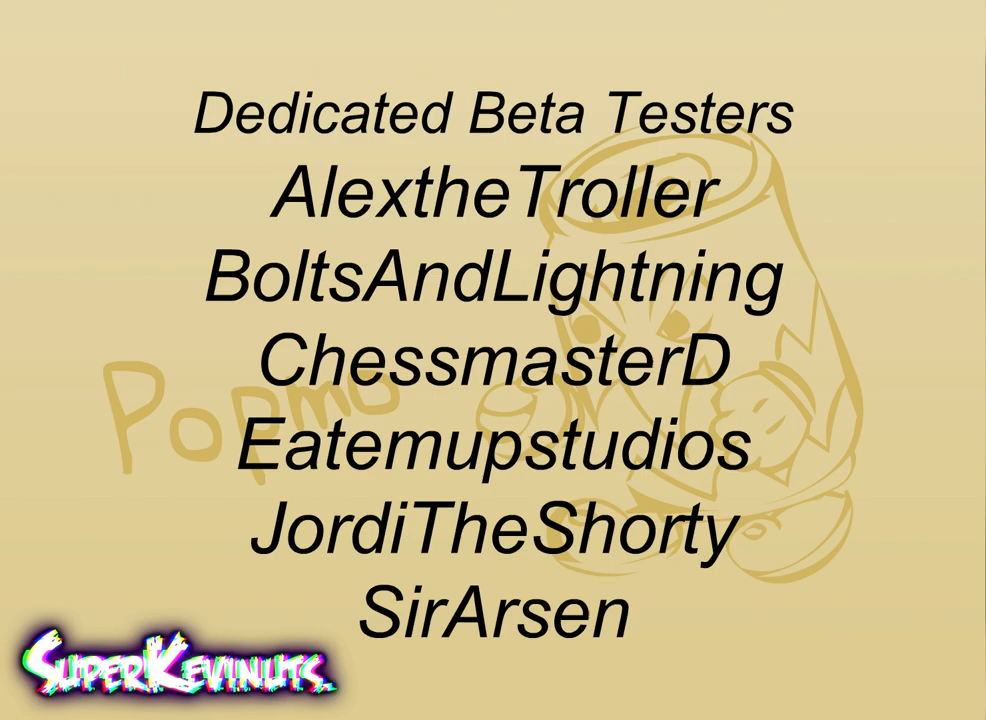 Dedicated Beta Testers
AlextheTroller
BoltsAndLightning
ChessmasterD
Popmo
Eatemupstudios
JordiTheShorty
SirArsen
SuperKevinuts